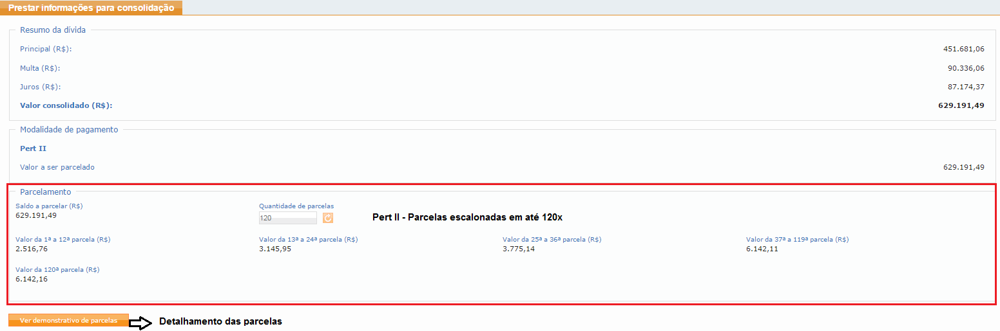 Prestar informações para consolidação
Resumo da dívida
Principal (R$): 451.681,06
Multa (R$): 90.336,06
Juros (R$): 87.174,37
Valor consolidado (R$): 629.191,49
Modalidade de pagamento
Pert II
Valor a ser parcelado 629.191,49
Parcelamento
Saldo a parcelar (R$) Quantidade de parcelas
629.191,49 120 Pert II - Parcelas escalonadas em até 120x
Valor da 1ª a 12ª parcela (R$) Valor da 13ª a 24ª parcela (R$) Valor da 25ª a 36ª parcela (R$) Valor da 37ª a 119ª parcela (R$)
2.516,76 3.145,95 3.775,14 6.142,11
Valor da 120ª parcela (R$)
6.142,16
Ver demonstrativo de parcelas Detalhamento das parcelas